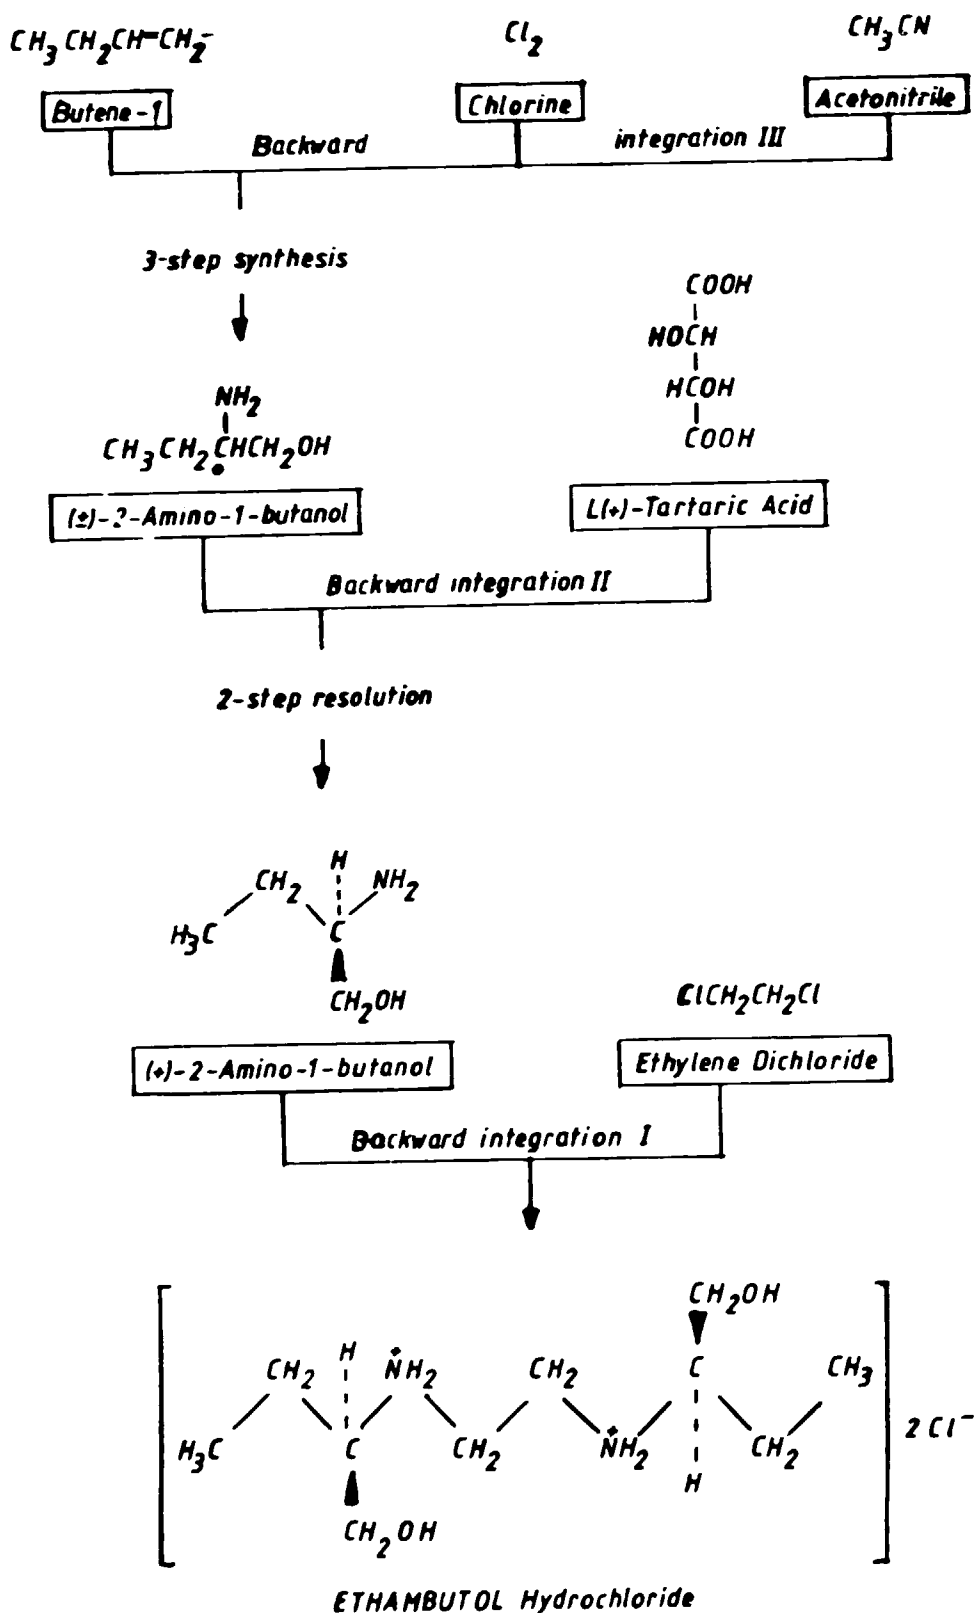 CH3CH2CH=CH2- Cl2 CH3CN
Butene-1 Chlorine Acetonitrile
Backward integration III
3-step synthesis
COOH
HOCH
HCOH
COOH
NH2
CH3CH2CHCH2OH
(±)-2-Amino-1-butanol L(+)-Tartaric Acid
Backward integration II
2-step resolution
H
CH2 NH2
H3C C
CH2OH
ClCH2CH2Cl
(+)-2-Amino-1-butanol Ethylene Dichloride
Backward integration I
CH2OH
CH2 H +NH2 CH2 C CH3
H3C C CH2 +NH2 CH2 2 Cl-
H
CH2OH
ETHAMBUTOL Hydrochloride